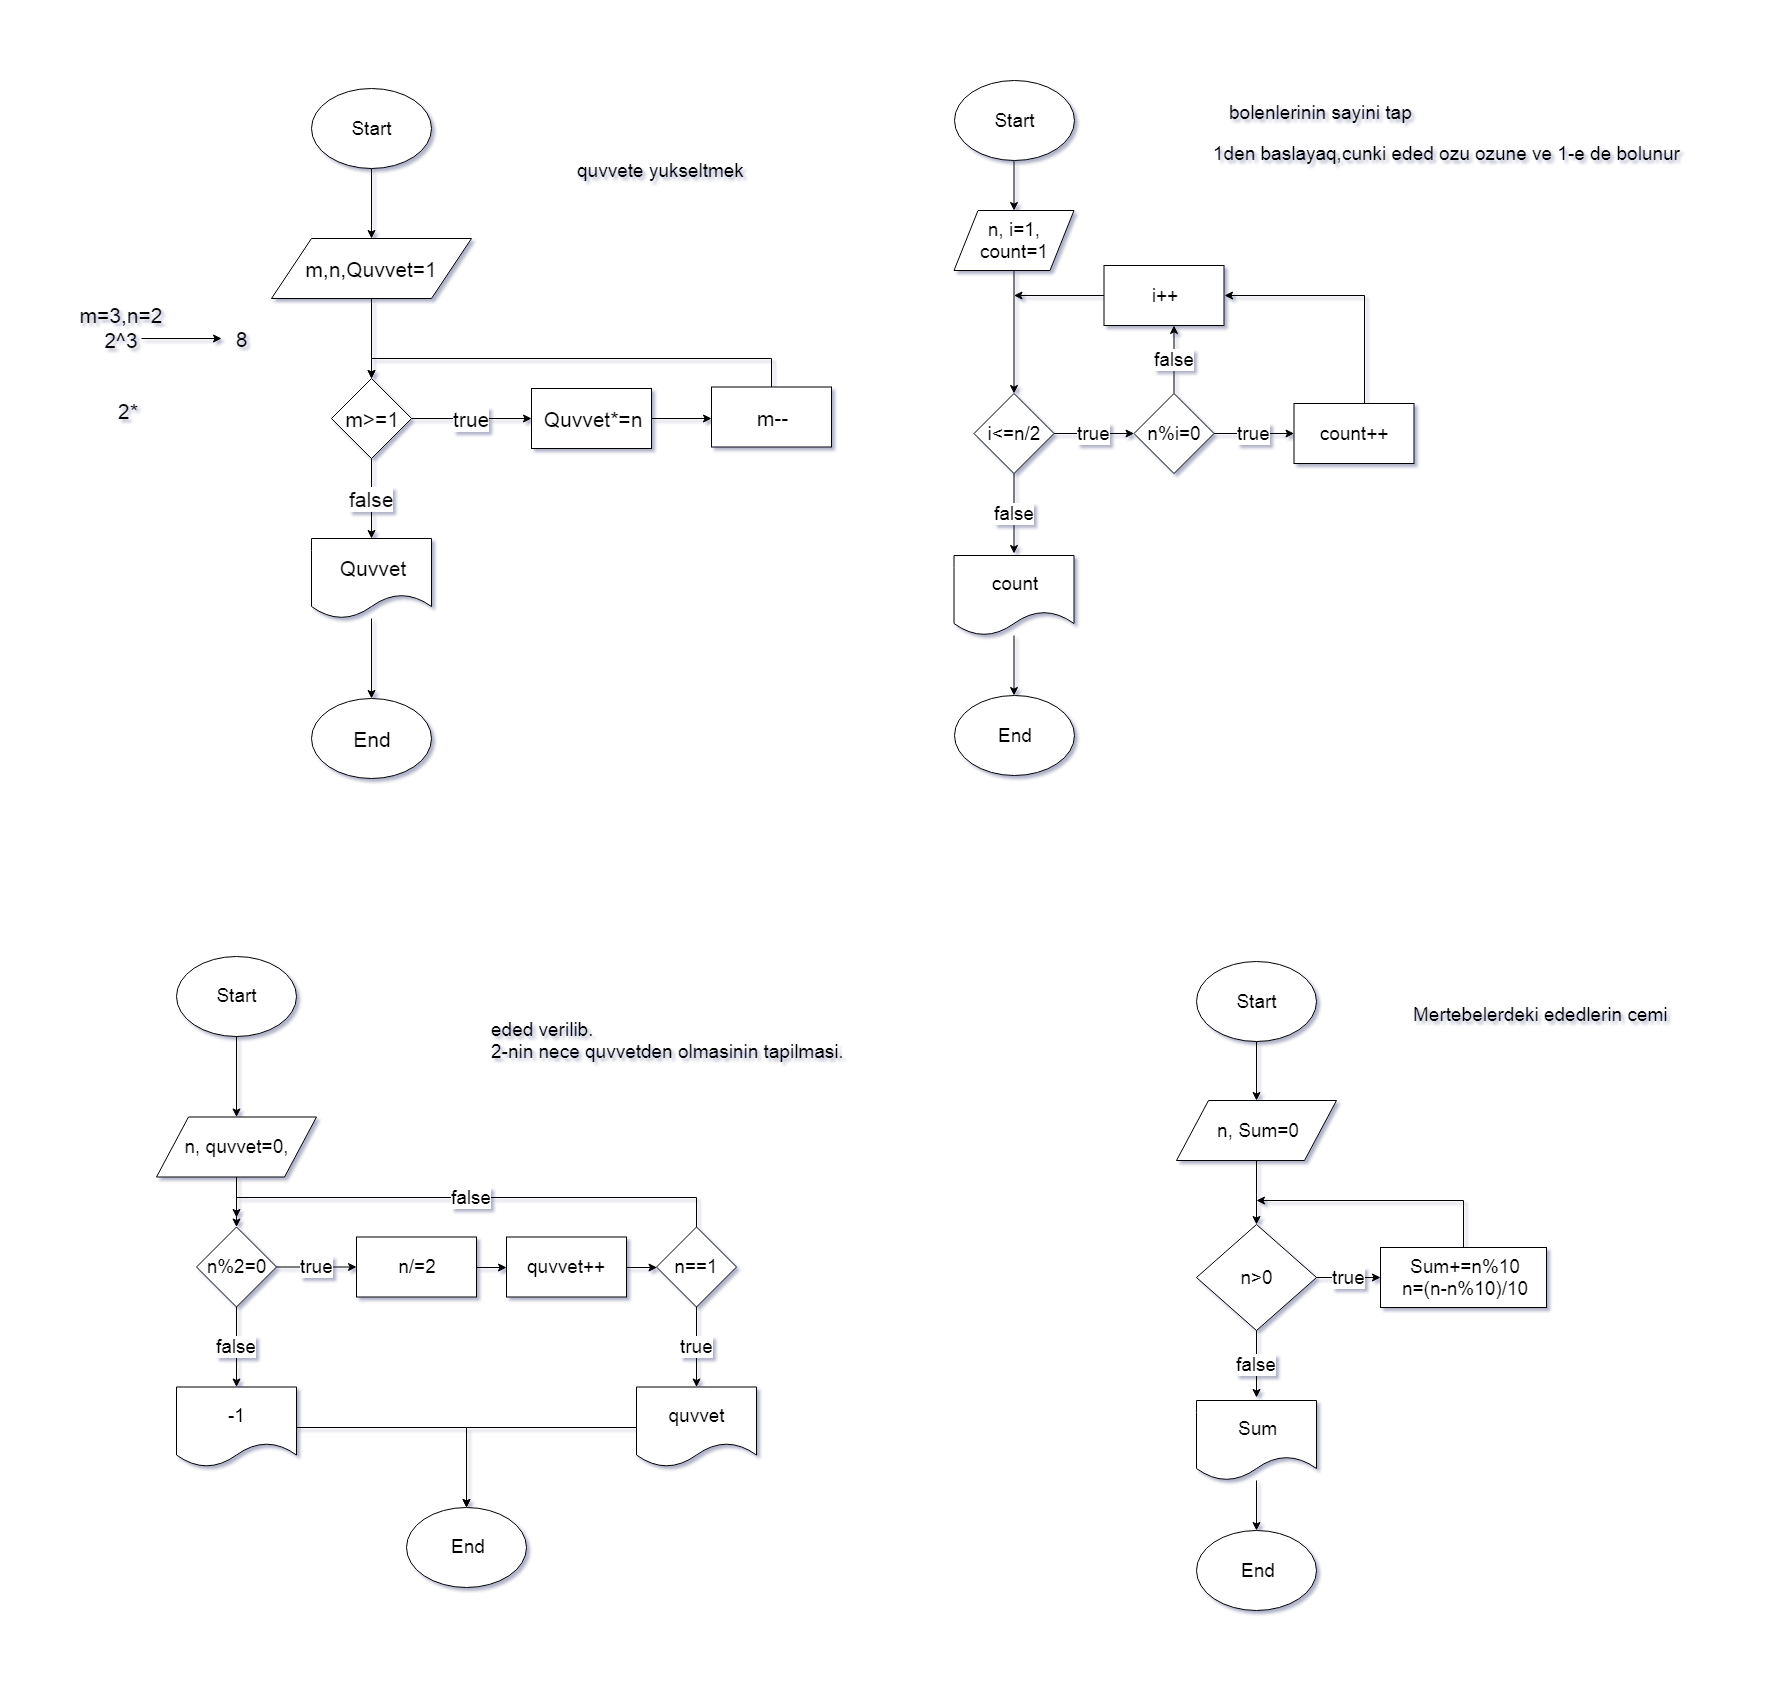 Start
quvvete yukseltmek
m,n,Quvvet=1
m=3,n=2
2^3
8
2*
m>=1
true
Quvvet*=n
m--
false
Quvvet
End
Start
bolenlerinin sayini tap
1den baslayaq,cunki eded ozu ozune ve 1-e de bolunur
n, i=1,
count=1
i++
false
i<=n/2
true
n%i=0
true
count++
false
count
End
Start
eded verilib.
2-nin nece quvvetden olmasinin tapilmasi.
n, quvvet=0,
false
n%2=0
true
n/=2
quvvet++
n==1
false
true
-1
quvvet
End
Start
Mertebelerdeki ededlerin cemi
n, Sum=0
n>0
true
Sum+=n%10
n=(n-n%10)/10
false
Sum
End